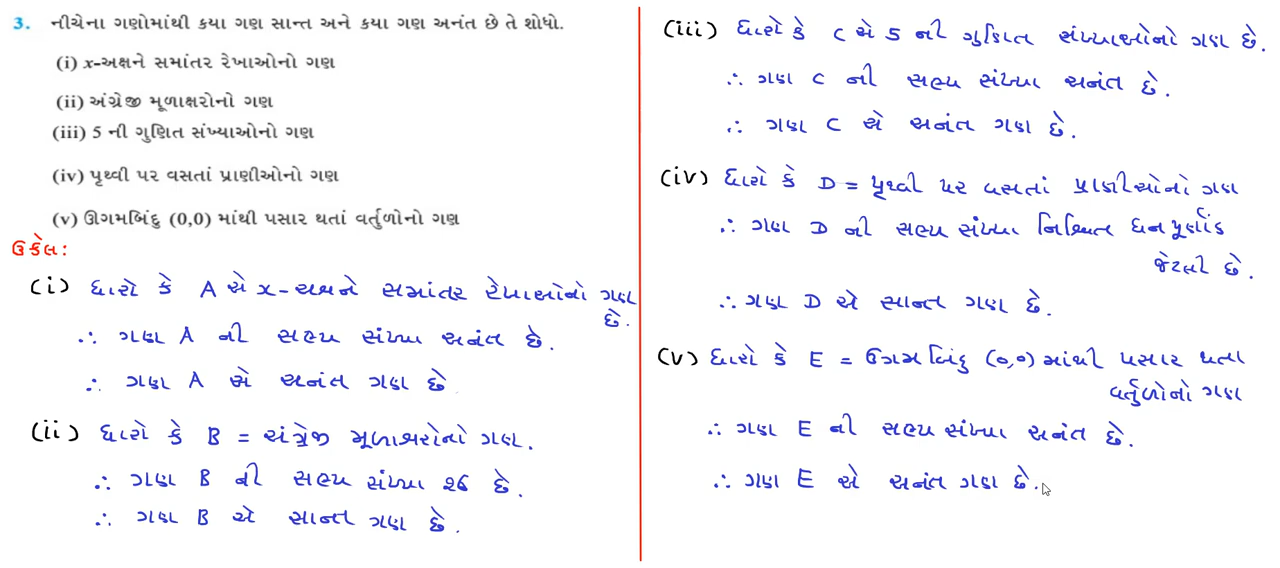 3. નીચેના ગણોમાંથી કયા ગણ સાન્ત અને કયા ગણ અનંત છે તે શોધો.
(i) x-અક્ષને સમાંતર રેખાઓનો ગણ
(ii) અંગ્રેજી મૂળાક્ષરોનો ગણ
(iii) 5 ની ગુણિત સંખ્યાઓનો ગણ
(iv) પૃથ્વી પર વસતાં પ્રાણીઓનો ગણ
(v) ઊગમબિંદુ (0,0) માંથી પસાર થતાં વર્તુળોનો ગણ
ઉકેલ:
(i) ધારો કે A એ x-અક્ષને સમાંતર રેખાઓનો ગણ
છે.
∴ ગણ A ની સભ્ય સંખ્યા અનંત છે.
∴ ગણ A એ અનંત ગણ છે.
(ii) ધારો કે B = અંગ્રેજી મૂળાક્ષરોનો ગણ.
∴ ગણ B ની સભ્ય સંખ્યા ૨૬ છે.
∴ ગણ B એ સાન્ત ગણ છે.
(iii) ધારો કે C એ 5 ની ગુણિત સંખ્યાઓનો ગણ છે.
∴ ગણ C ની સભ્ય સંખ્યા અનંત છે.
∴ ગણ C એ અનંત ગણ છે.
(iv) ધારો કે D = પૃથ્વી પર વસતાં પ્રાણીઓનો ગણ
∴ ગણ D ની સભ્ય સંખ્યા નિશ્ચિત ધન પૂર્ણાંક
જેટલી છે.
∴ ગણ D એ સાન્ત ગણ છે.
(v) ધારો કે E = ઉગમબિંદુ (૦,૦) માંથી પસાર થતા
વર્તુળોનો ગણ
∴ ગણ E ની સભ્ય સંખ્યા અનંત છે.
∴ ગણ E એ અનંત ગણ છે.